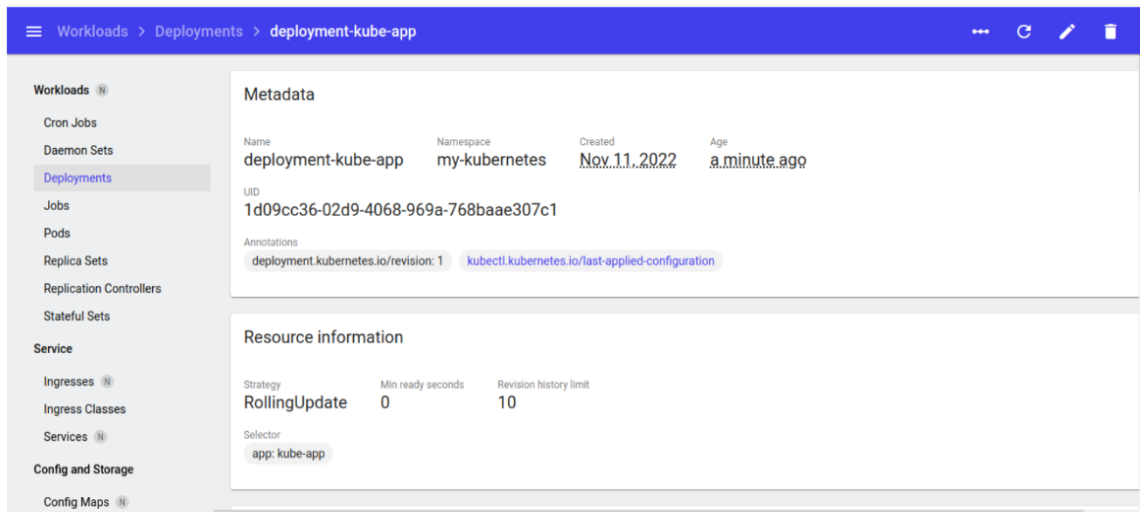 Workloads > Deployments > deployment-kube-app
Workloads N
Cron Jobs
Daemon Sets
Deployments
Jobs
Pods
Replica Sets
Replication Controllers
Stateful Sets
Service
Ingresses N
Ingress Classes
Services N
Config and Storage
Config Maps N
Metadata
Name Namespace Created Age
deployment-kube-app my-kubernetes Nov 11, 2022 a minute ago
UID
1d09cc36-02d9-4068-969a-768baae307c1
Annotations
deployment.kubernetes.io/revision: 1 kubectl.kubernetes.io/last-applied-configuration
Resource information
Strategy Min ready seconds Revision history limit
RollingUpdate 0 10
Selector
app: kube-app